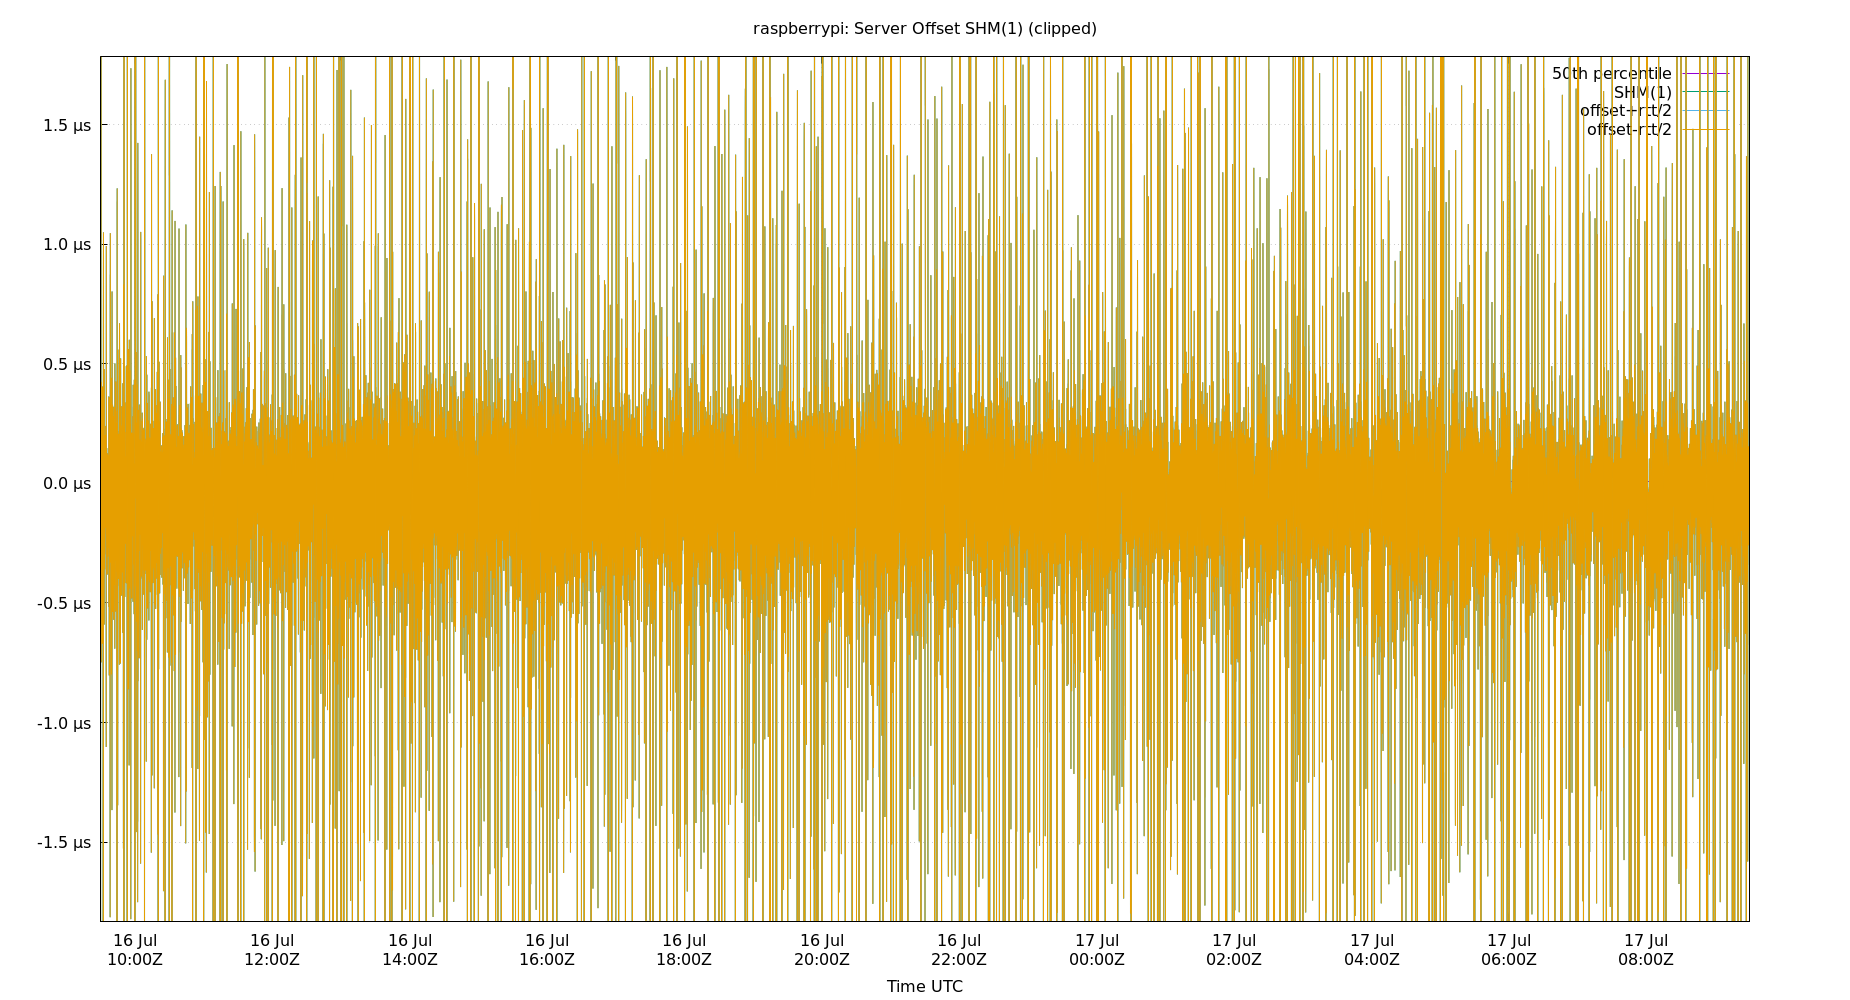 raspberrypi: Server Offset SHM(1) (clipped)
50th percentile
SHM(1)
offset+rtt/2
offset-rtt/2
1.5 µs
1.0 µs
0.5 µs
0.0 µs
-0.5 µs
-1.0 µs
-1.5 µs
16 Jul 16 Jul 16 Jul 16 Jul 16 Jul 16 Jul 16 Jul 17 Jul 17 Jul 17 Jul 17 Jul 17 Jul
10:00Z 12:00Z 14:00Z 16:00Z 18:00Z 20:00Z 22:00Z 00:00Z 02:00Z 04:00Z 06:00Z 08:00Z
Time UTC